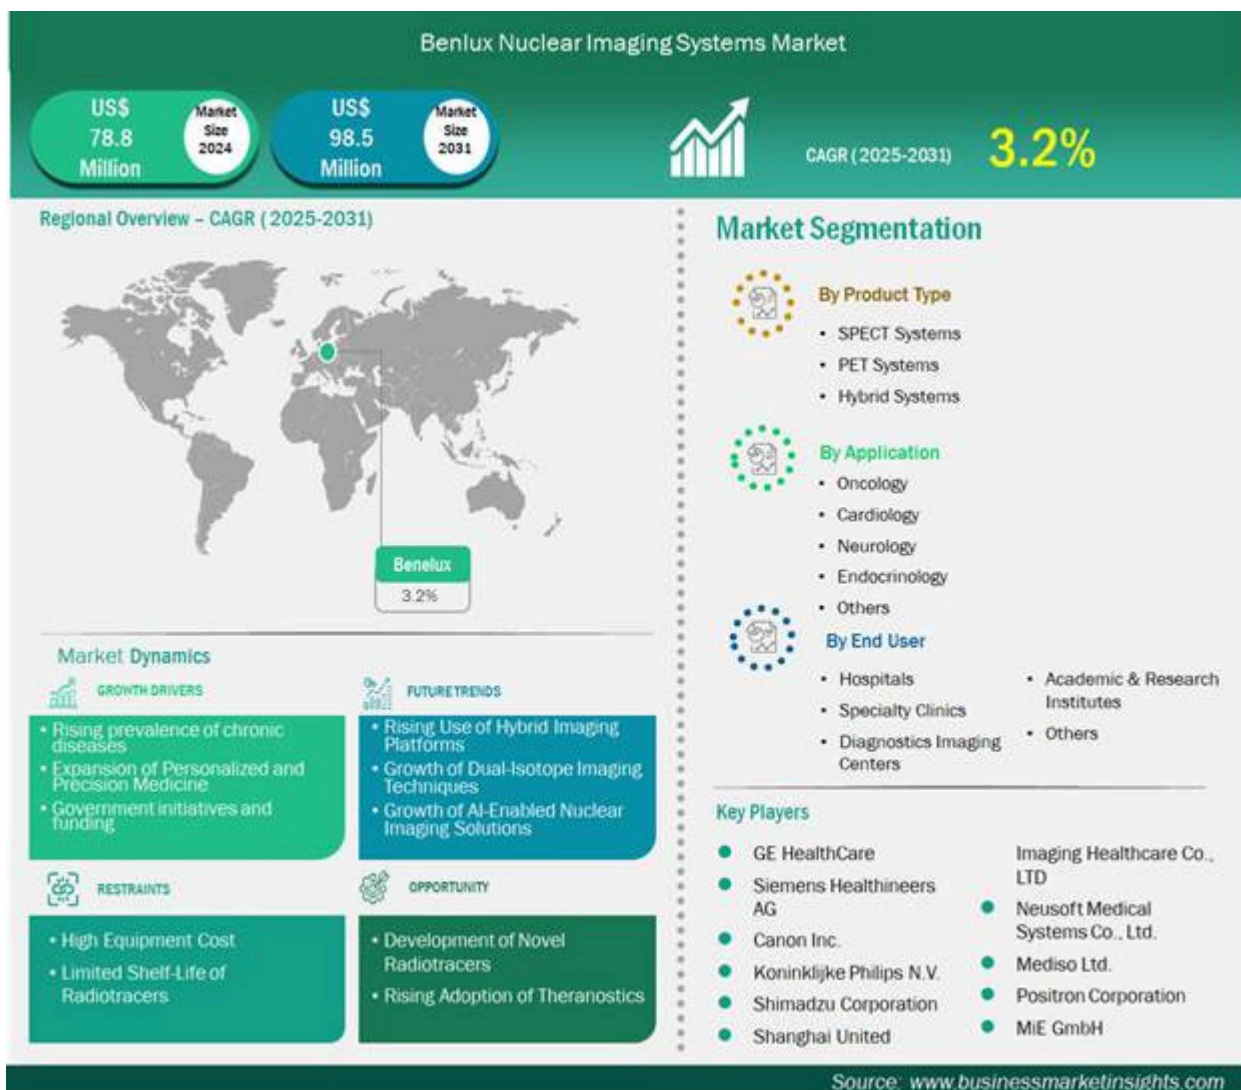 Benlux Nuclear Imaging Systems Market
US$
78.8
Million
Market
Size
2024
US$
98.5
Million
Market
Size
2031
CAGR ( 2025-2031)
3.2%
Regional Overview – CAGR ( 2025-2031)
Benelux
3.2%
Market Dynamics
GROWTH DRIVERS
• Rising prevalence of chronic
diseases
• Expansion of Personalized and
Precision Medicine
• Government initiatives and
funding
FUTURE TRENDS
• Rising Use of Hybrid Imaging
Platforms
• Growth of Dual-Isotope Imaging
Techniques
• Growth of AI-Enabled Nuclear
Imaging Solutions
RESTRAINTS
• High Equipment Cost
• Limited Shelf-Life of
Radiotracers
OPPORTUNITY
• Development of Novel
Radiotracers
• Rising Adoption of Theranostics
Market Segmentation
By Product Type
• SPECT Systems
• PET Systems
• Hybrid Systems
By Application
• Oncology
• Cardiology
• Neurology
• Endocrinology
• Others
By End User
• Hospitals
• Specialty Clinics
• Diagnostics Imaging
Centers
• Academic & Research
Institutes
• Others
Key Players
GE HealthCare
Siemens Healthineers
AG
Canon Inc.
Koninklijke Philips N.V.
Shimadzu Corporation
Shanghai United
Imaging Healthcare Co.,
LTD
Neusoft Medical
Systems Co., Ltd.
Mediso Ltd.
Positron Corporation
MiE GmbH
Source: www.businessmarketinsights.com